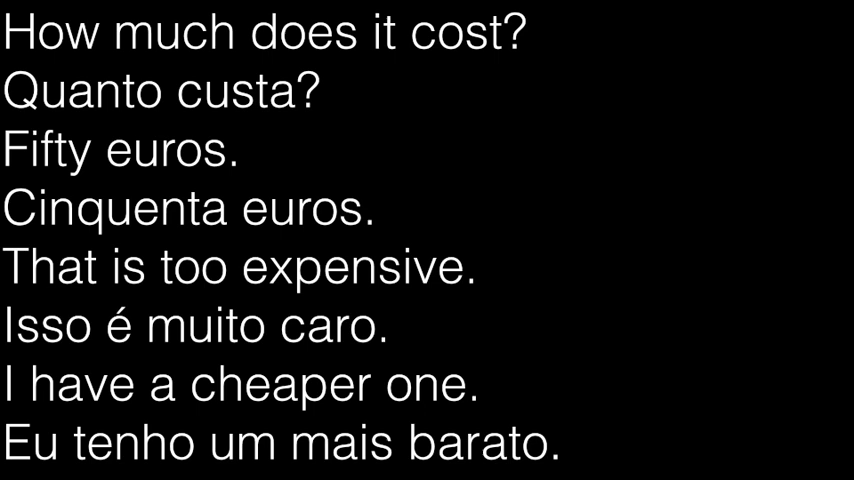 How much does it cost?
Quanto custa?
Fifty euros.
Cinquenta euros.
That is too expensive.
Isso é muito caro.
I have a cheaper one.
Eu tenho um mais barato.